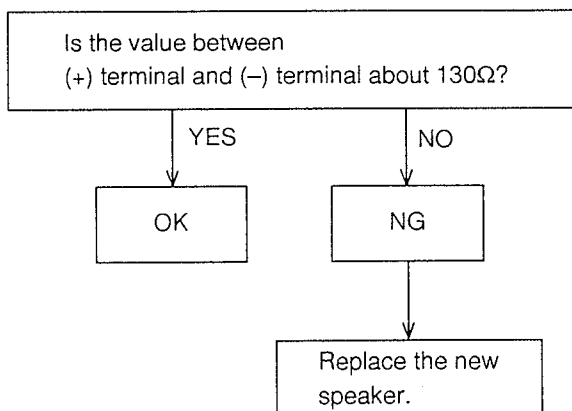 Is the value between
(+) terminal and (−) terminal about 130Ω?
YES
NO
OK
NG
Replace the new
speaker.